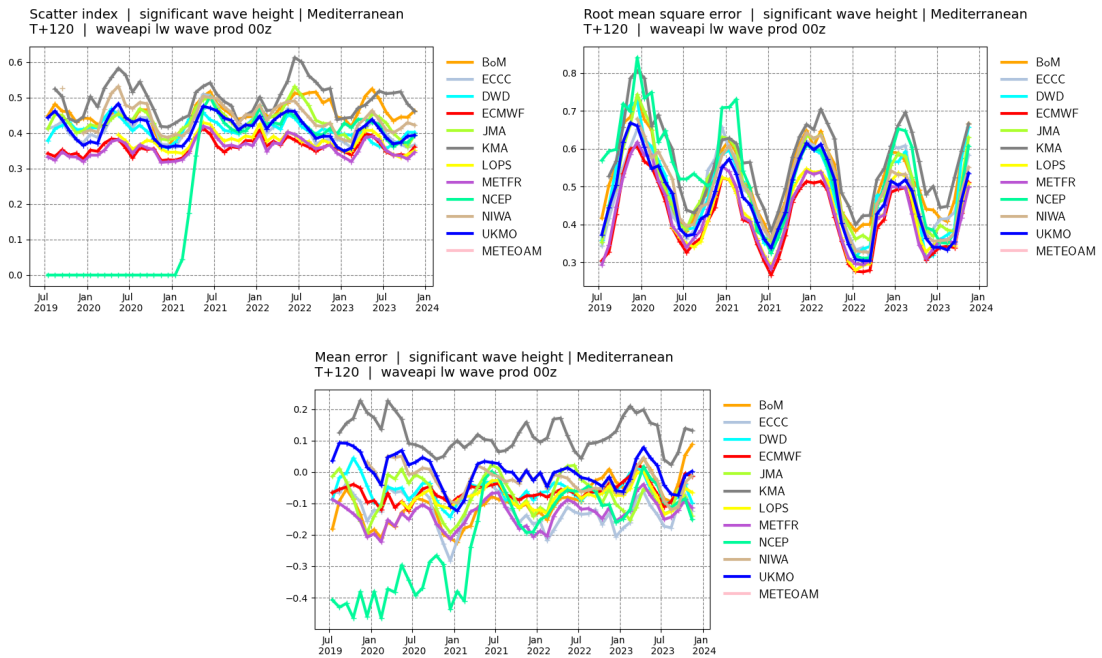 Scatter index | significant wave height | Mediterranean
T+120 | waveapi lw wave prod 00z
0.6
0.5
0.4
0.3
0.2
0.1
0.0
Jul 2019
Jan 2020
Jul 2020
Jan 2021
Jul 2021
Jan 2022
Jul 2022
Jan 2023
Jul 2023
Jan 2024
BoM
ECCC
DWD
ECMWF
JMA
KMA
LOPS
METFR
NCEP
NIWA
UKMO
METEOAM
Root mean square error | significant wave height | Mediterranean
T+120 | waveapi lw wave prod 00z
0.8
0.7
0.6
0.5
0.4
0.3
Jul 2019
Jan 2020
Jul 2020
Jan 2021
Jul 2021
Jan 2022
Jul 2022
Jan 2023
Jul 2023
Jan 2024
BoM
ECCC
DWD
ECMWF
JMA
KMA
LOPS
METFR
NCEP
NIWA
UKMO
METEOAM
Mean error | significant wave height | Mediterranean
T+120 | waveapi lw wave prod 00z
0.2
0.1
0.0
−0.1
−0.2
−0.3
−0.4
Jul 2019
Jan 2020
Jul 2020
Jan 2021
Jul 2021
Jan 2022
Jul 2022
Jan 2023
Jul 2023
Jan 2024
BoM
ECCC
DWD
ECMWF
JMA
KMA
LOPS
METFR
NCEP
NIWA
UKMO
METEOAM